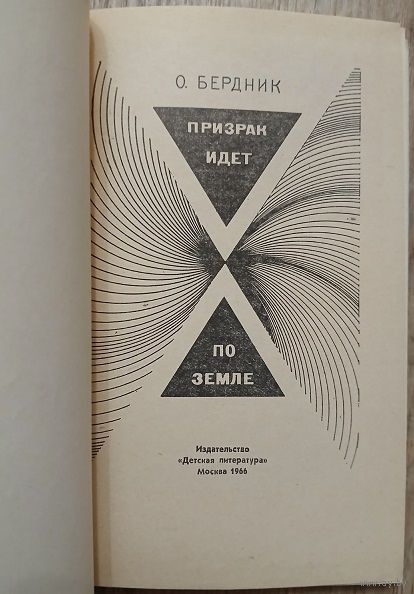 О. БЕРДНИК
ПРИЗРАК
ИДЕТ
ПО
ЗЕМЛЕ
Издательство
«Детская литература»
Москва 1966